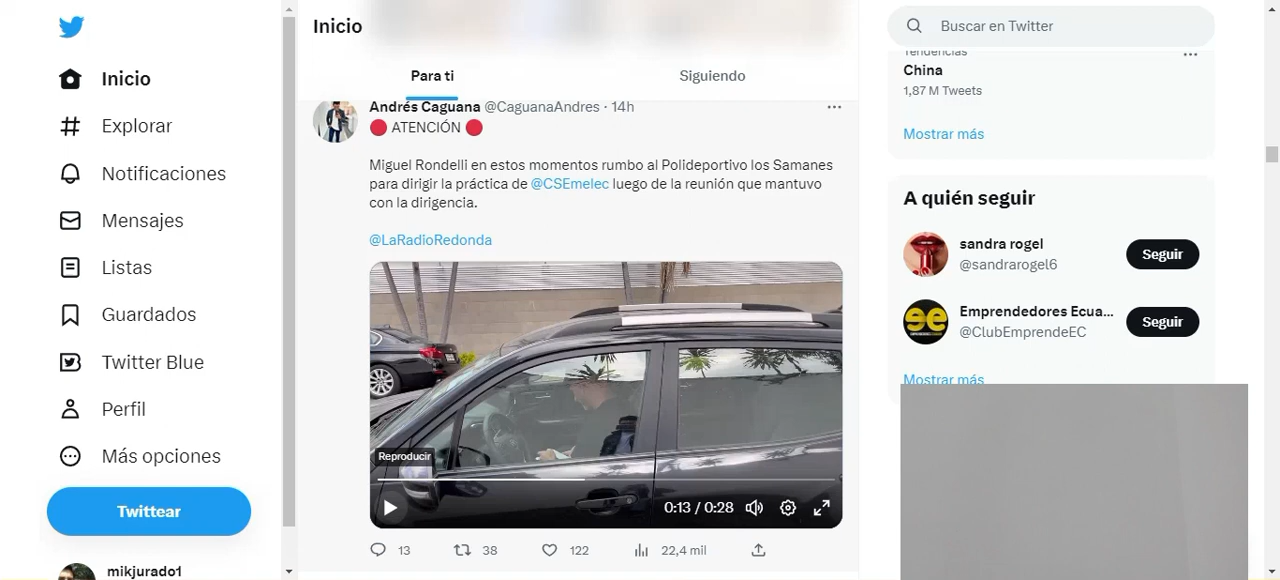 Inicio
Explorar
Notificaciones
Mensajes
Listas
Guardados
Twitter Blue
Perfil
Más opciones
Twittear
mikjurado1
Inicio
Para ti
Siguiendo
Andrés Caguana @CaguanaAndres · 14h
🔴 ATENCIÓN 🔴
Miguel Rondelli en estos momentos rumbo al Polideportivo los Samanes
para dirigir la práctica de @CSEmelec luego de la reunión que mantuvo
con la dirigencia.
@LaRadioRedonda
Reproducir
0:13 / 0:28
13
38
122
22,4 mil
Buscar en Twitter
Tendencias
China
1,87 M Tweets
Mostrar más
A quién seguir
sandra rogel
@sandrarogel6
Seguir
Emprendedores Ecua...
@ClubEmprendeEC
Seguir
Mostrar más